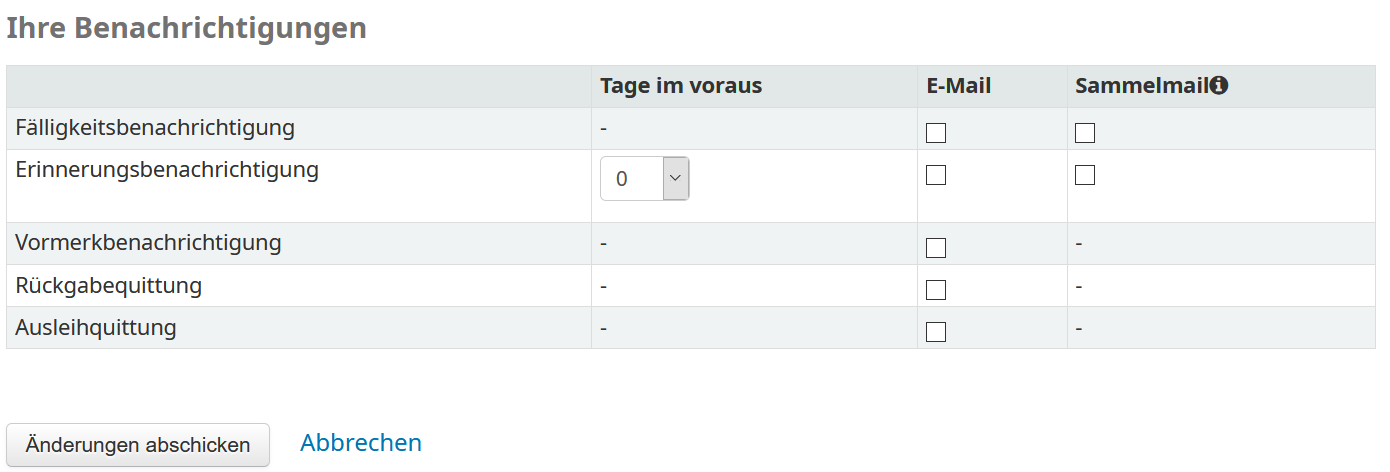 Ihre Benachrichtigungen
Tage im voraus E-Mail Sammelmail
Fälligkeitsbenachrichtigung -
Erinnerungsbenachrichtigung 0
Vormerkbenachrichtigung - -
Rückgabequittung - -
Ausleihquittung - -
Änderungen abschicken Abbrechen